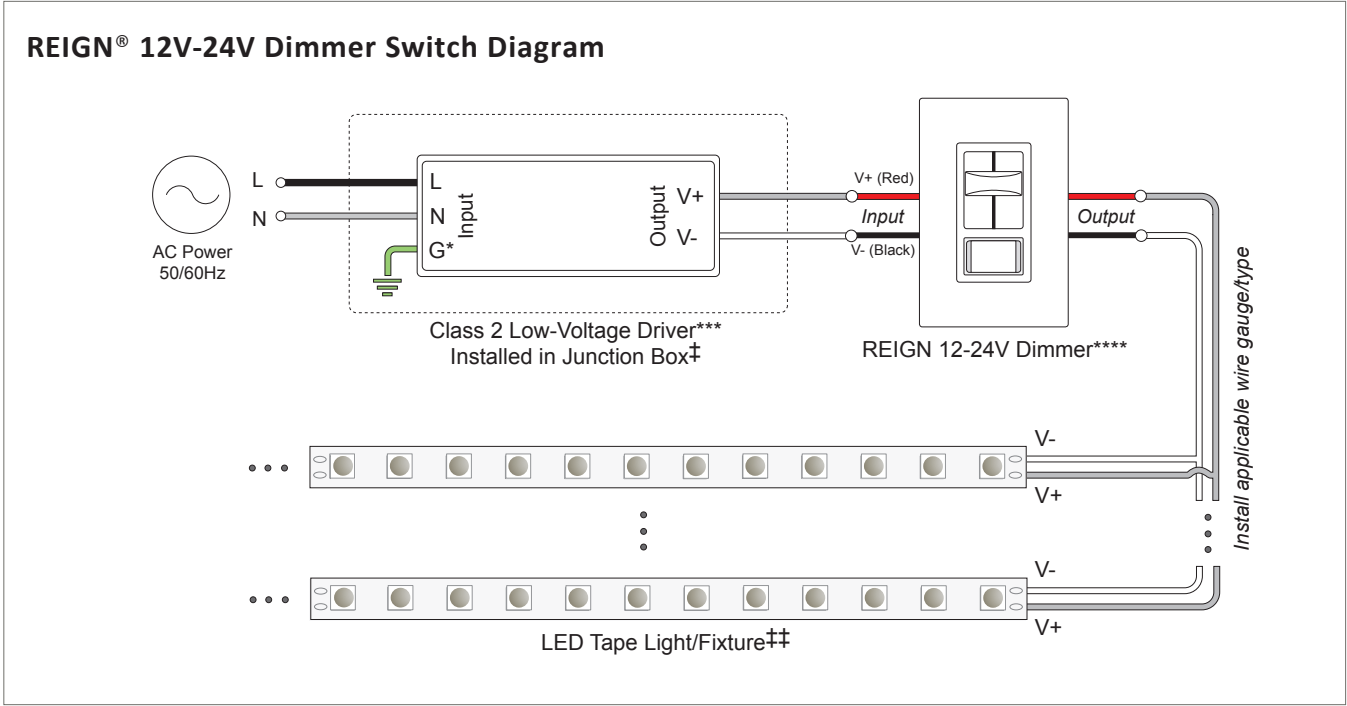 REIGN® 12V-24V Dimmer Switch Diagram
L
N
AC Power
50/60Hz
L
N
G*
Input
Output
V+
V-
Class 2 Low-Voltage Driver***
Installed in Junction Box‡
V+ (Red)
Input
V- (Black)
Output
REIGN 12-24V Dimmer****
Install applicable wire gauge/type
V-
V+
V-
V+
LED Tape Light/Fixture‡‡